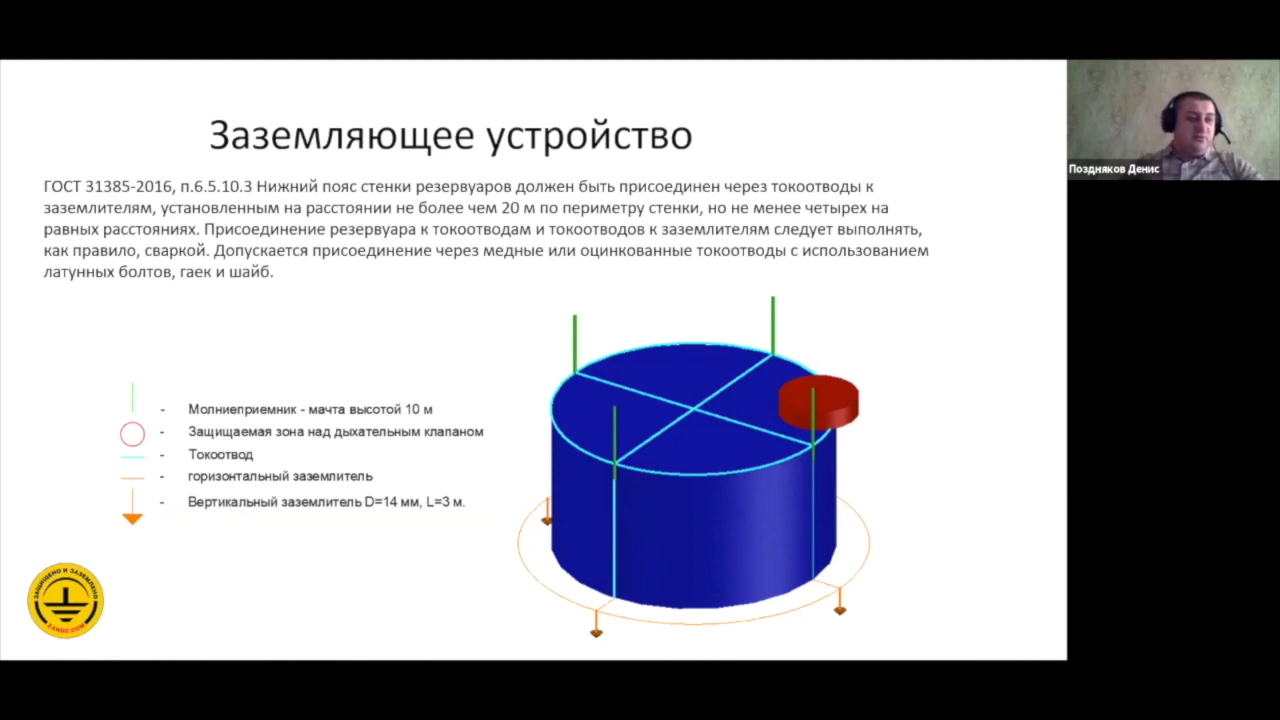 Заземляющее устройство
ГОСТ 31385-2016, п.6.5.10.3 Нижний пояс стенки резервуаров должен быть присоединен через токоотводы к
заземлителям, установленным на расстоянии не более чем 20 м по периметру стенки, но не менее четырех на
равных расстояниях. Присоединение резервуара к токоотводам и токоотводов к заземлителям следует выполнять,
как правило, сваркой. Допускается присоединение через медные или оцинкованные токоотводы с использованием
латунных болтов, гаек и шайб.
- Молниеприемник - мачта высотой 10 м
- Защищаемая зона над дыхательным клапаном
- Токоотвод
- горизонтальный заземлитель
- Вертикальный заземлитель D=14 мм, L=3 м.
ЗАЩИЩЕНО И ЗАЗЕМЛЕНО
ZANDZ.COM
Поздняков Денис